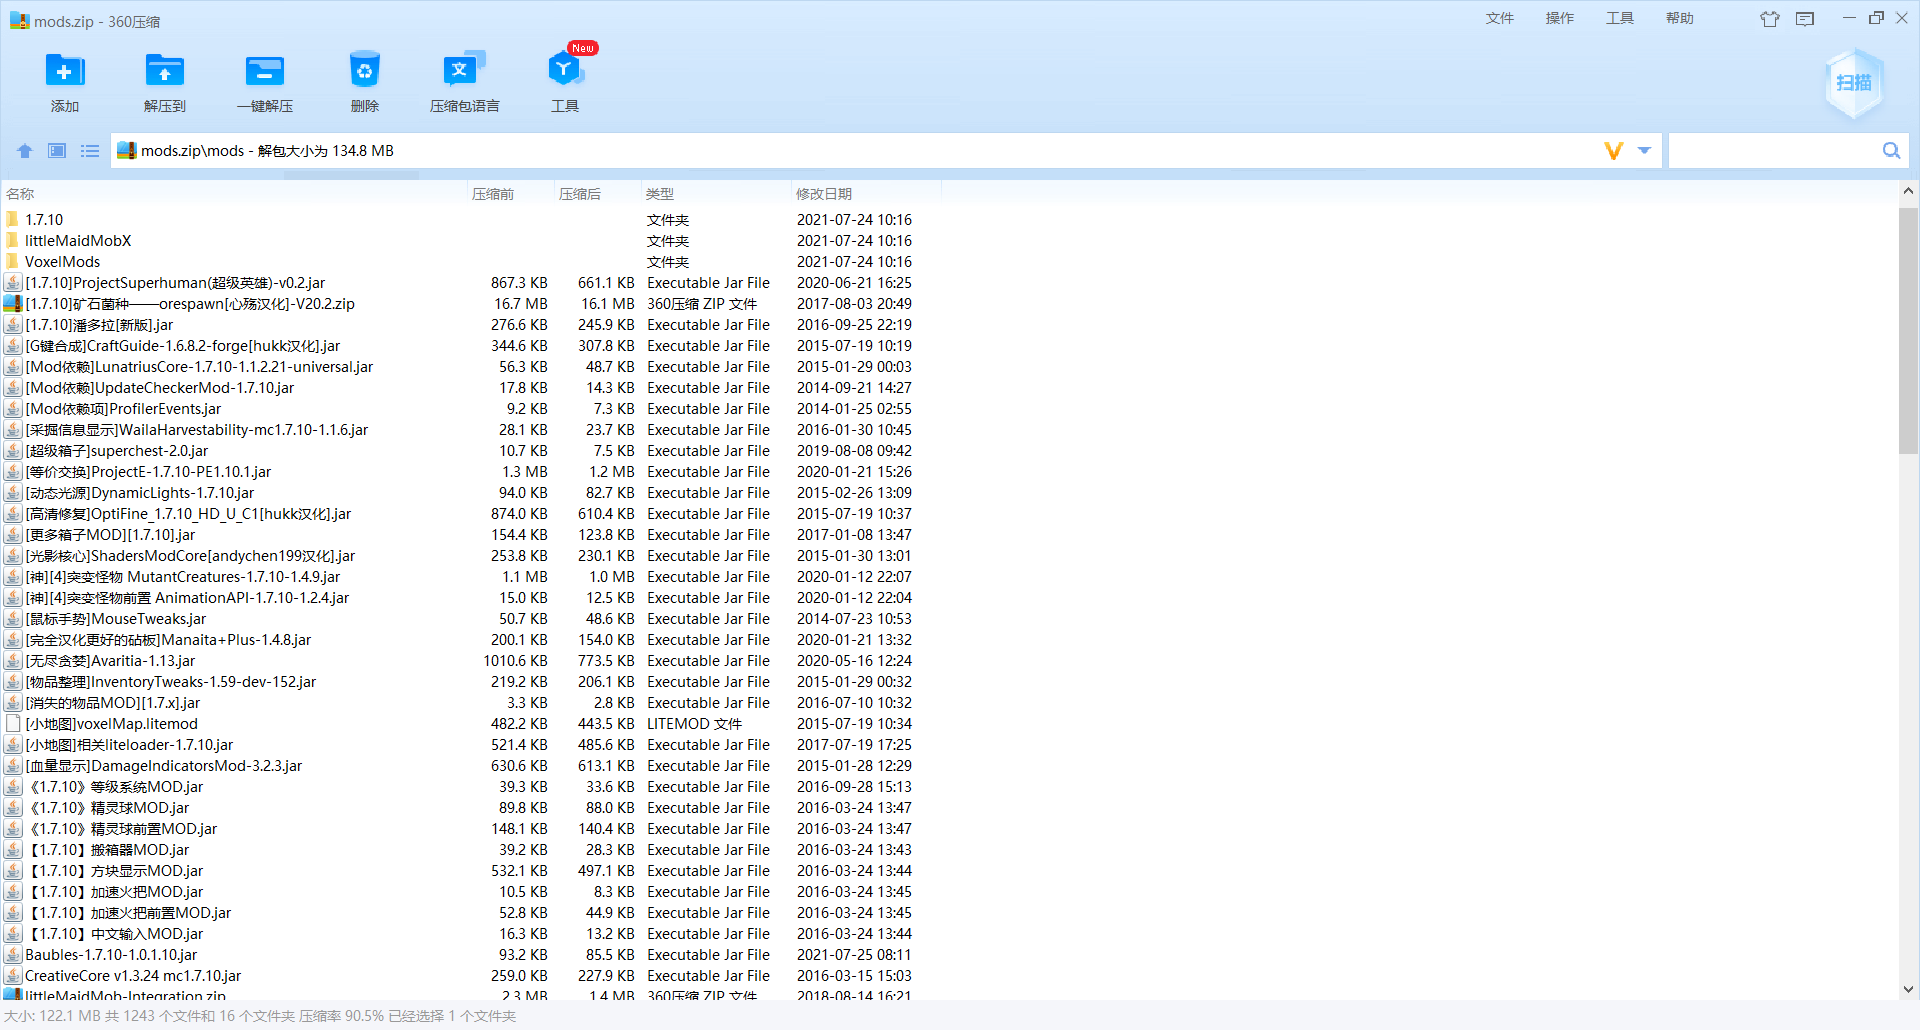 mods.zip - 360压缩
文件 操作 工具 帮助
New
添加 解压到 一键解压 删除 压缩包语言 工具
扫描
mods.zip\mods - 解包大小为 134.8 MB
名称 压缩前 压缩后 类型 修改日期
1.7.10 文件夹 2021-07-24 10:16
littleMaidMobX 文件夹 2021-07-24 10:16
VoxelMods 文件夹 2021-07-24 10:16
[1.7.10]ProjectSuperhuman(超级英雄)-v0.2.jar 867.3 KB 661.1 KB Executable Jar File 2020-06-21 16:25
[1.7.10]矿石菌种——orespawn[心殇汉化]-V20.2.zip 16.7 MB 16.1 MB 360压缩 ZIP 文件 2017-08-03 20:49
[1.7.10]潘多拉[新版].jar 276.6 KB 245.9 KB Executable Jar File 2016-09-25 22:19
[G键合成]CraftGuide-1.6.8.2-forge[hukk汉化].jar 344.6 KB 307.8 KB Executable Jar File 2015-07-19 10:19
[Mod依赖]LunatriusCore-1.7.10-1.1.2.21-universal.jar 56.3 KB 48.7 KB Executable Jar File 2015-01-29 00:03
[Mod依赖]UpdateCheckerMod-1.7.10.jar 17.8 KB 14.3 KB Executable Jar File 2014-09-21 14:27
[Mod依赖项]ProfilerEvents.jar 9.2 KB 7.3 KB Executable Jar File 2014-01-25 02:55
[采掘信息显示]WailaHarvestability-mc1.7.10-1.1.6.jar 28.1 KB 23.7 KB Executable Jar File 2016-01-30 10:45
[超级箱子]superchest-2.0.jar 10.7 KB 7.5 KB Executable Jar File 2019-08-08 09:42
[等价交换]ProjectE-1.7.10-PE1.10.1.jar 1.3 MB 1.2 MB Executable Jar File 2020-01-21 15:26
[动态光源]DynamicLights-1.7.10.jar 94.0 KB 82.7 KB Executable Jar File 2015-02-26 13:09
[高清修复]OptiFine_1.7.10_HD_U_C1[hukk汉化].jar 874.0 KB 610.4 KB Executable Jar File 2015-07-19 10:37
[更多箱子MOD][1.7.10].jar 154.4 KB 123.8 KB Executable Jar File 2017-01-08 13:47
[光影核心]ShadersModCore[andychen199汉化].jar 253.8 KB 230.1 KB Executable Jar File 2015-01-30 13:01
[神][4]突变怪物 MutantCreatures-1.7.10-1.4.9.jar 1.1 MB 1.0 MB Executable Jar File 2020-01-12 22:07
[神][4]突变怪物前置 AnimationAPI-1.7.10-1.2.4.jar 15.0 KB 12.5 KB Executable Jar File 2020-01-12 22:04
[鼠标手势]MouseTweaks.jar 50.7 KB 48.6 KB Executable Jar File 2014-07-23 10:53
[完全汉化更好的砧板]Manaita+Plus-1.4.8.jar 200.1 KB 154.0 KB Executable Jar File 2020-01-21 13:32
[无尽贪婪]Avaritia-1.13.jar 1010.6 KB 773.5 KB Executable Jar File 2020-05-16 12:24
[物品整理]InventoryTweaks-1.59-dev-152.jar 219.2 KB 206.1 KB Executable Jar File 2015-01-29 00:32
[消失的物品MOD][1.7.x].jar 3.3 KB 2.8 KB Executable Jar File 2016-07-10 10:32
[小地图]voxelMap.litemod 482.2 KB 443.5 KB LITEMOD 文件 2015-07-19 10:34
[小地图]相关liteloader-1.7.10.jar 521.4 KB 485.6 KB Executable Jar File 2017-07-19 17:25
[血量显示]DamageIndicatorsMod-3.2.3.jar 630.6 KB 613.1 KB Executable Jar File 2015-01-28 12:29
《1.7.10》等级系统MOD.jar 39.3 KB 33.6 KB Executable Jar File 2016-09-28 15:13
《1.7.10》精灵球MOD.jar 89.8 KB 88.0 KB Executable Jar File 2016-03-24 13:47
《1.7.10》精灵球前置MOD.jar 148.1 KB 140.4 KB Executable Jar File 2016-03-24 13:47
【1.7.10】搬箱器MOD.jar 39.2 KB 28.3 KB Executable Jar File 2016-03-24 13:43
【1.7.10】方块显示MOD.jar 532.1 KB 497.1 KB Executable Jar File 2016-03-24 13:44
【1.7.10】加速火把MOD.jar 10.5 KB 8.3 KB Executable Jar File 2016-03-24 13:45
【1.7.10】加速火把前置MOD.jar 52.8 KB 44.9 KB Executable Jar File 2016-03-24 13:45
【1.7.10】中文输入MOD.jar 16.3 KB 13.2 KB Executable Jar File 2016-03-24 13:44
Baubles-1.7.10-1.0.1.10.jar 93.2 KB 85.5 KB Executable Jar File 2021-07-25 08:11
CreativeCore v1.3.24 mc1.7.10.jar 259.0 KB 227.9 KB Executable Jar File 2016-03-15 15:03
littleMaidMob-Integration.zip 2.3 MB 1.4 MB 360压缩 ZIP 文件 2018-08-14 16:21
大小: 122.1 MB 共 1243 个文件和 16 个文件夹 压缩率 90.5% 已经选择 1 个文件夹